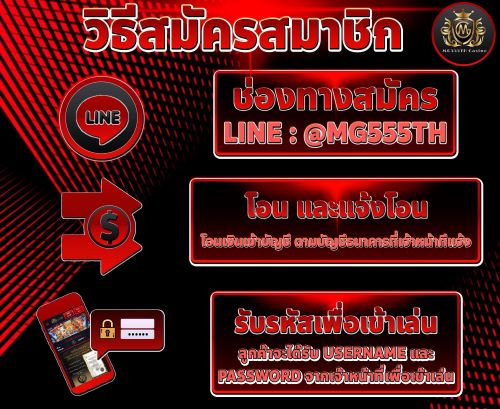 วิธีสมัครสมาชิก
MG555TH Casino
LINE
ช่องทางสมัคร
LINE : @MG555TH
$
โอน และแจ้งโอน
โอนเงินเข้าบัญชี ตามบัญชีธนาคารที่เจ้าหน้าที่แจ้ง
รับรหัสเพื่อเข้าเล่น
ลูกค้าจะได้รับ USERNAME และ
PASSWORD จากเจ้าหน้าที่เพื่อเข้าเล่น